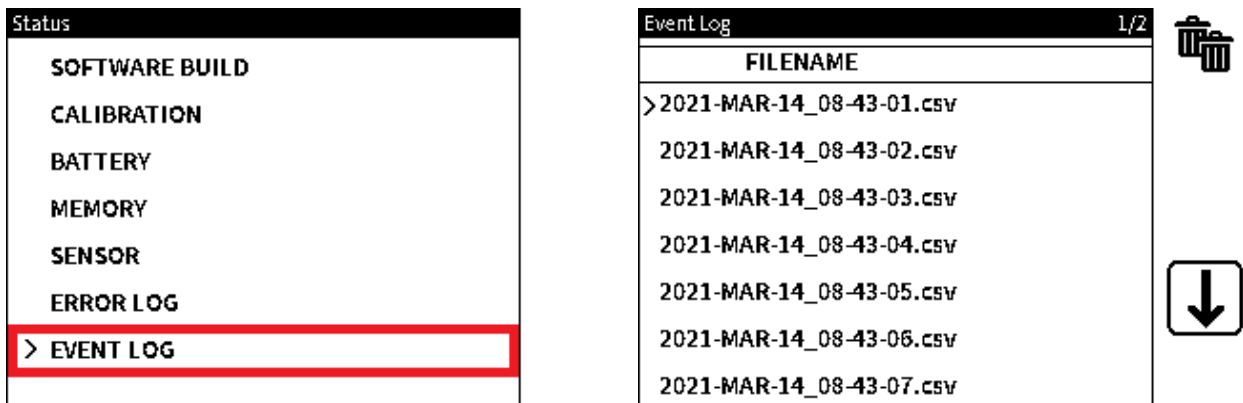 Status
SOFTWARE BUILD
CALIBRATION
BATTERY
MEMORY
SENSOR
ERROR LOG
> EVENT LOG
Event Log 1/2
FILENAME
>2021-MAR-14_08-43-01.csv
2021-MAR-14_08-43-02.csv
2021-MAR-14_08-43-03.csv
2021-MAR-14_08-43-04.csv
2021-MAR-14_08-43-05.csv
2021-MAR-14_08-43-06.csv
2021-MAR-14_08-43-07.csv